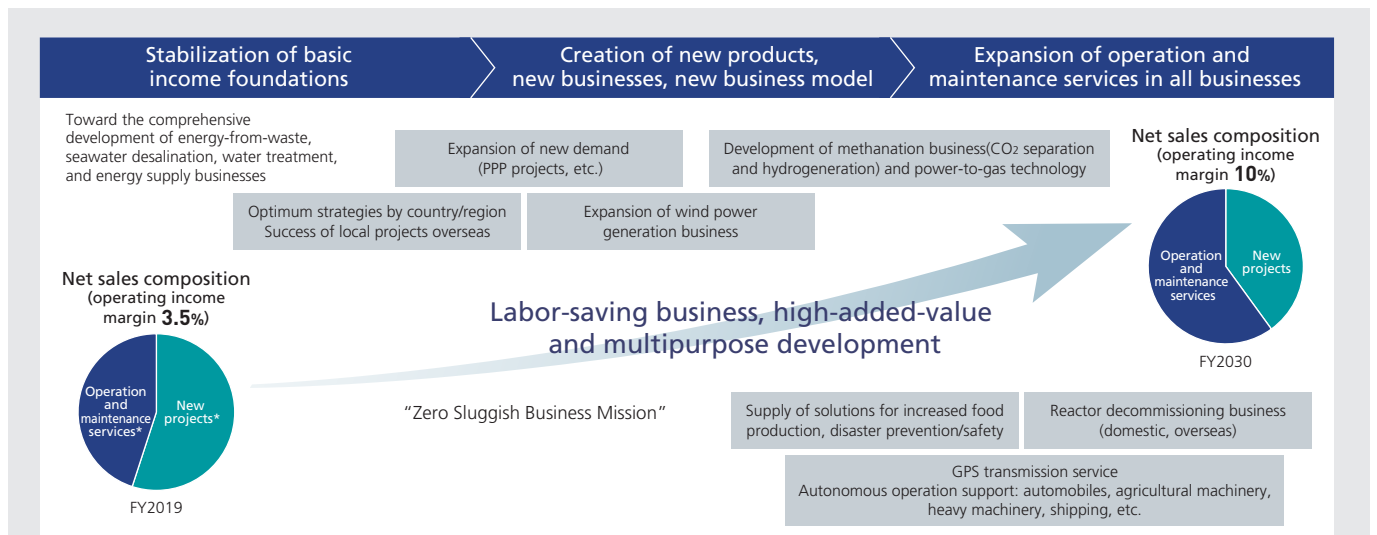 Stabilization of basic
income foundations
Creation of new products,
new businesses, new business model
Expansion of operation and
maintenance services in all businesses
Toward the comprehensive
development of energy-from-waste,
seawater desalination, water treatment,
and energy supply businesses
Expansion of new demand
(PPP projects, etc.)
Development of methanation business(CO2 separation
and hydrogeneration) and power-to-gas technology
Optimum strategies by country/region
Success of local projects overseas
Expansion of wind power
generation business
Net sales composition
(operating income
margin 10%)
Operation
and
maintenance
services
New
projects
FY2030
Net sales composition
(operating income
margin 3.5%)
Operation
and
maintenance
services*
New
projects*
FY2019
Labor-saving business, high-added-value
and multipurpose development
“Zero Sluggish Business Mission”
Supply of solutions for increased food
production, disaster prevention/safety
Reactor decommissioning business
(domestic, overseas)
GPS transmission service
Autonomous operation support: automobiles, agricultural machinery,
heavy machinery, shipping, etc.